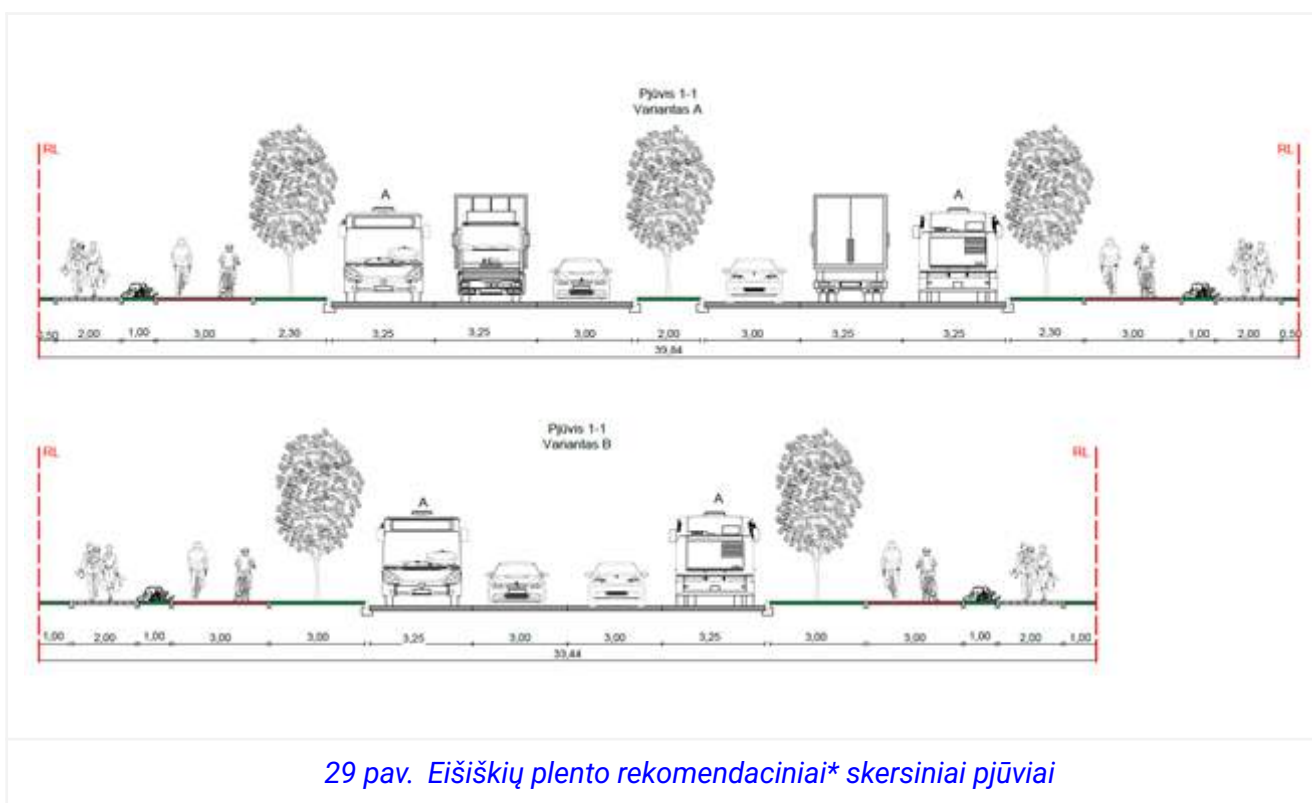 Pjūvis 1-1
Variantas A
RL RL
A A
0,50 2,00 1,00 3,00 2,30 3,25 3,25 3,00 2,00 3,00 3,25 3,25 2,30 3,00 1,00 2,00 0,50
39,84
Pjūvis 1-1
Variantas B
RL RL
A A
1,00 2,00 1,00 3,00 3,00 3,25 3,00 3,00 3,25 3,00 3,00 1,00 2,00 1,00
33,44
29 pav. Eišiškių plento rekomendaciniai* skersiniai pjūviai